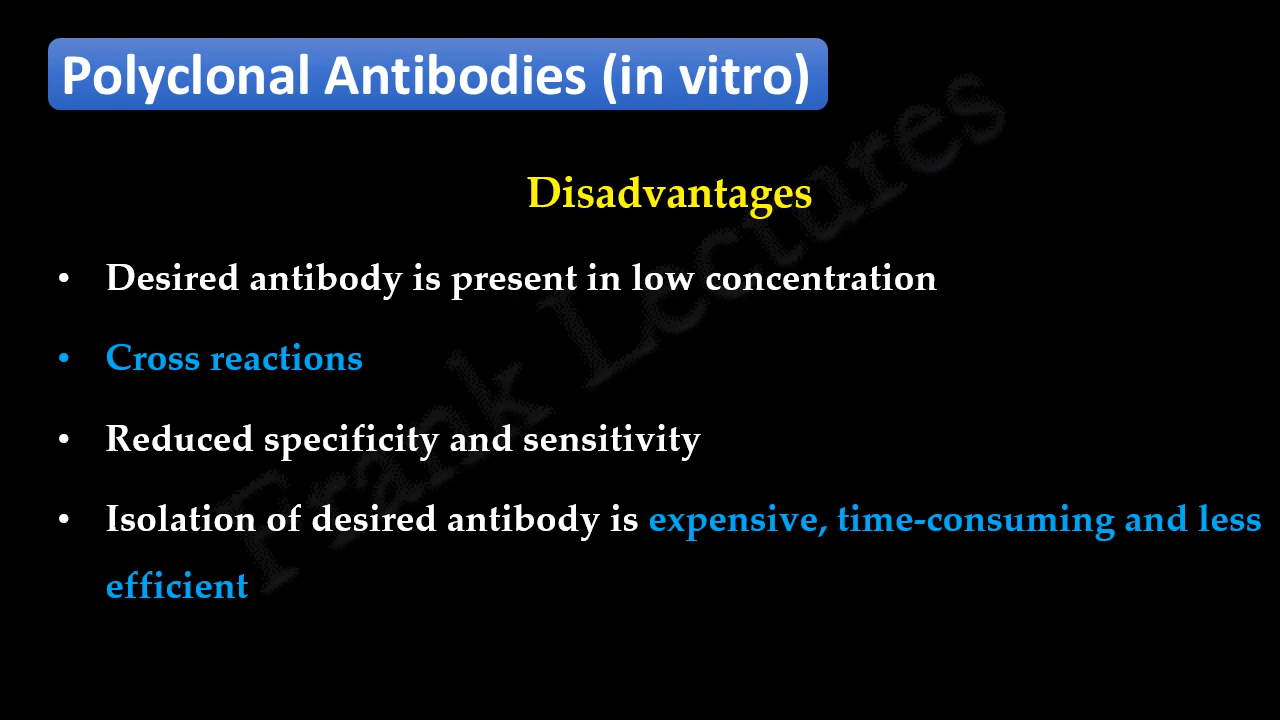 Polyclonal Antibodies (in vitro)
Disadvantages
• Desired antibody is present in low concentration
• Cross reactions
• Reduced specificity and sensitivity
• Isolation of desired antibody is expensive, time-consuming and less
efficient
Frank Lectures